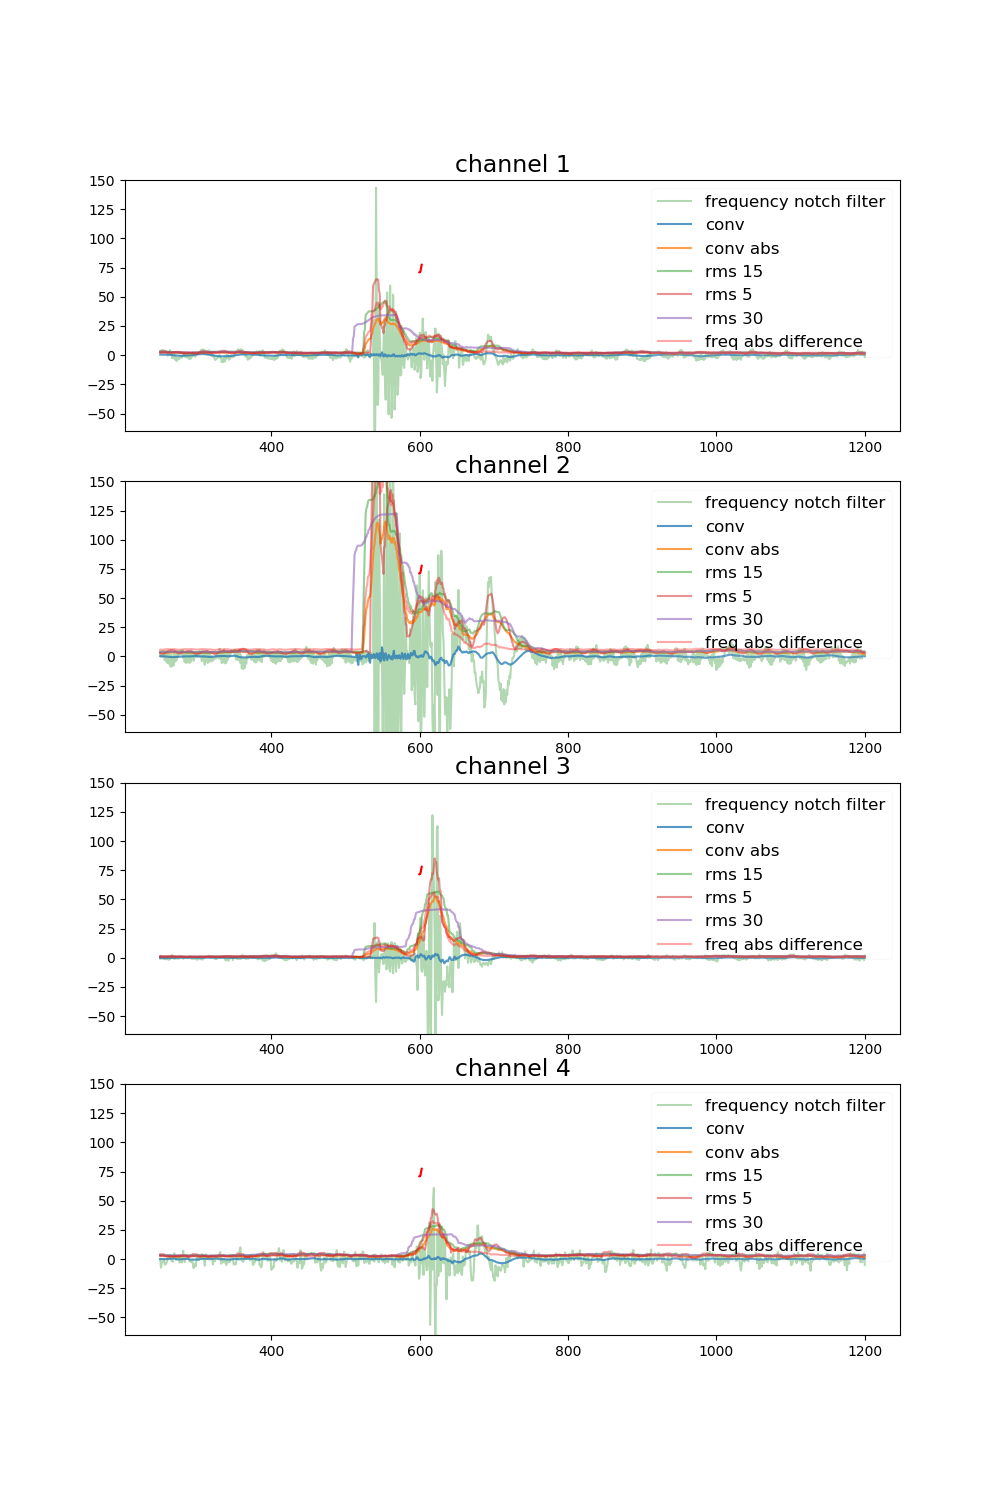 channel 1
150
125
100
75
50
25
0
−25
−50
frequency notch filter
conv
conv abs
rms 15
rms 5
rms 30
freq abs difference
400 600 800 1000 1200
channel 2
150
125
100
75
50
25
0
−25
−50
frequency notch filter
conv
conv abs
rms 15
rms 5
rms 30
freq abs difference
400 600 800 1000 1200
channel 3
150
125
100
75
50
25
0
−25
−50
frequency notch filter
conv
conv abs
rms 15
rms 5
rms 30
freq abs difference
400 600 800 1000 1200
channel 4
150
125
100
75
50
25
0
−25
−50
frequency notch filter
conv
conv abs
rms 15
rms 5
rms 30
freq abs difference
400 600 800 1000 1200